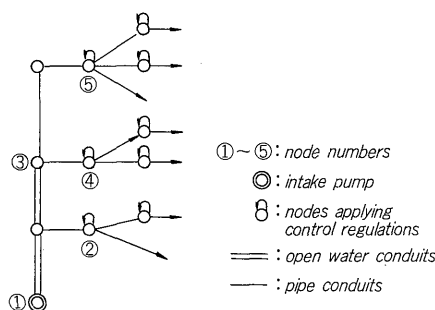 ⑤
③
④
②
①
①~⑤: node numbers
: intake pump
: nodes applying
control regulations
: open water conduits
: pipe conduits